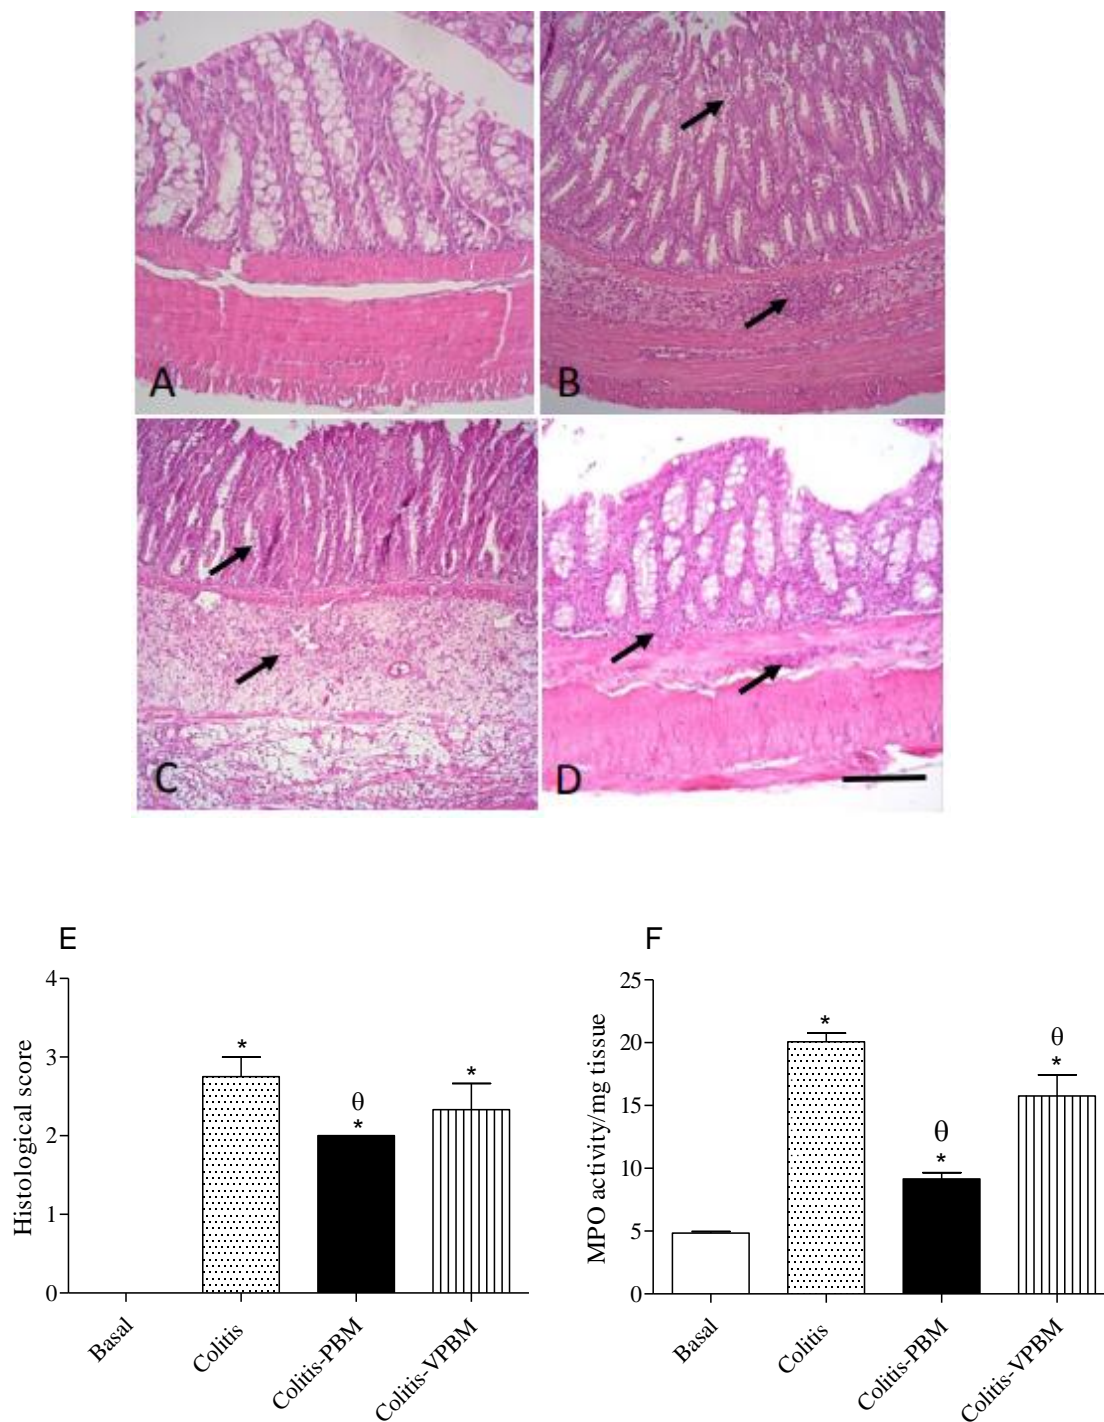 A
B
C
D
E
F
4
3
2
1
0
Histological score
*
θ
*
*
Basal
Colitis
Colitis-PBM
Colitis-VPBM
25
20
15
10
5
0
MPO activity/mg tissue
*
θ
*
θ
*
Basal
Colitis
Colitis-PBM
Colitis-VPBM